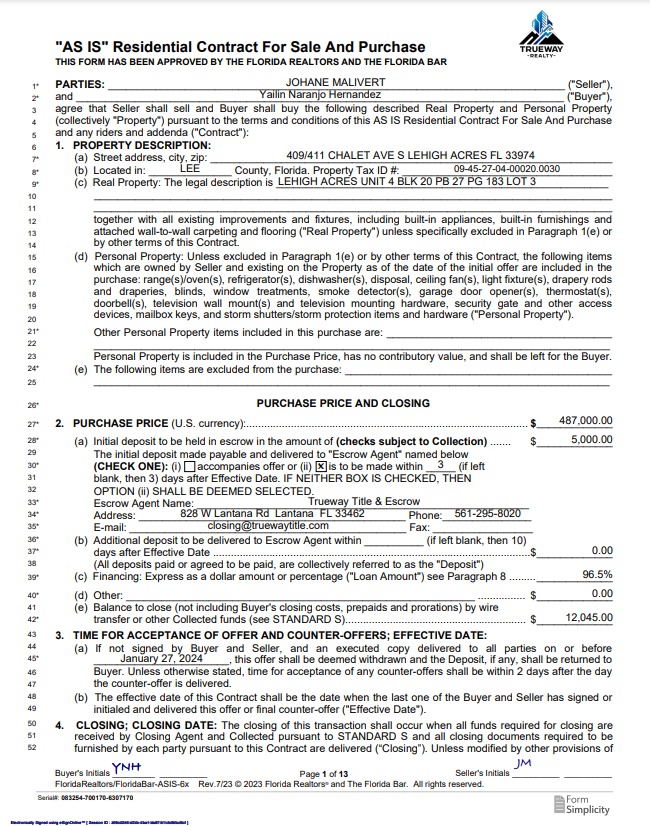 TRUEWAY
-REALTY-
"AS IS" Residential Contract For Sale And Purchase
THIS FORM HAS BEEN APPROVED BY THE FLORIDA REALTORS AND THE FLORIDA BAR
1* PARTIES: JOHANE MALIVERT ("Seller"),
2* and Yailin Naranjo Hernandez ("Buyer"),
3 agree that Seller shall sell and Buyer shall buy the following described Real Property and Personal Property
4 (collectively "Property") pursuant to the terms and conditions of this AS IS Residential Contract For Sale And Purchase
5 and any riders and addenda ("Contract"):
6 1. PROPERTY DESCRIPTION:
7* (a) Street address, city, zip: 409/411 CHALET AVE S LEHIGH ACRES FL 33974
8* (b) Located in: LEE County, Florida. Property Tax ID #: 09-45-27-04-00020.0030
9* (c) Real Property: The legal description is LEHIGH ACRES UNIT 4 BLK 20 PB 27 PG 183 LOT 3
10
11
12 together with all existing improvements and fixtures, including built-in appliances, built-in furnishings and
13 attached wall-to-wall carpeting and flooring ("Real Property") unless specifically excluded in Paragraph 1(e) or
14 by other terms of this Contract.
15 (d) Personal Property: Unless excluded in Paragraph 1(e) or by other terms of this Contract, the following items
16 which are owned by Seller and existing on the Property as of the date of the initial offer are included in the
17 purchase: range(s)/oven(s), refrigerator(s), dishwasher(s), disposal, ceiling fan(s), light fixture(s), drapery rods
18 and draperies, blinds, window treatments, smoke detector(s), garage door opener(s), thermostat(s),
19 doorbell(s), television wall mount(s) and television mounting hardware, security gate and other access
20 devices, mailbox keys, and storm shutters/storm protection items and hardware ("Personal Property").
21* Other Personal Property items included in this purchase are:
22
23 Personal Property is included in the Purchase Price, has no contributory value, and shall be left for the Buyer.
24* (e) The following items are excluded from the purchase:
25
26* PURCHASE PRICE AND CLOSING
27* 2. PURCHASE PRICE (U.S. currency):................ $ 487,000.00
28* (a) Initial deposit to be held in escrow in the amount of (checks subject to Collection) ....... $ 5,000.00
29 The initial deposit made payable and delivered to "Escrow Agent" named below
30* (CHECK ONE): (i) accompanies offer or (ii) X is to be made within 3 (if left
31 blank, then 3) days after Effective Date. IF NEITHER BOX IS CHECKED, THEN
32 OPTION (ii) SHALL BE DEEMED SELECTED.
33* Escrow Agent Name: Trueway Title & Escrow
34* Address: 828 W Lantana Rd Lantana FL 33462 Phone: 561-295-8020
35* E-mail: closing@truewaytitle.com Fax:
36* (b) Additional deposit to be delivered to Escrow Agent within (if left blank, then 10)
37* days after Effective Date ................ $ 0.00
38 (All deposits paid or agreed to be paid, are collectively referred to as the "Deposit")
39* (c) Financing: Express as a dollar amount or percentage ("Loan Amount") see Paragraph 8 ......... 96.5%
40* (d) Other: ................ $ 0.00
41 (e) Balance to close (not including Buyer's closing costs, prepaids and prorations) by wire
42* transfer or other Collected funds (see STANDARD S)................ $ 12,045.00
43 3. TIME FOR ACCEPTANCE OF OFFER AND COUNTER-OFFERS; EFFECTIVE DATE:
44 (a) If not signed by Buyer and Seller, and an executed copy delivered to all parties on or before
45* January 27, 2024, this offer shall be deemed withdrawn and the Deposit, if any, shall be returned to
46 Buyer. Unless otherwise stated, time for acceptance of any counter-offers shall be within 2 days after the day
47 the counter-offer is delivered.
48 (b) The effective date of this Contract shall be the date when the last one of the Buyer and Seller has signed or
49 initialed and delivered this offer or final counter-offer ("Effective Date").
50 4. CLOSING; CLOSING DATE: The closing of this transaction shall occur when all funds required for closing are
51 received by Closing Agent and Collected pursuant to STANDARD S and all closing documents required to be
52 furnished by each party pursuant to this Contract are delivered ("Closing"). Unless modified by other provisions of
Buyer's Initials YNH Page 1 of 13 Seller's Initials JM
FloridaRealtors/FloridaBar-ASIS-6x Rev.7/23 © 2023 Florida Realtors® and The Florida Bar. All rights reserved.
Serial#: 083254-700170-6307170
Form
Simplicity